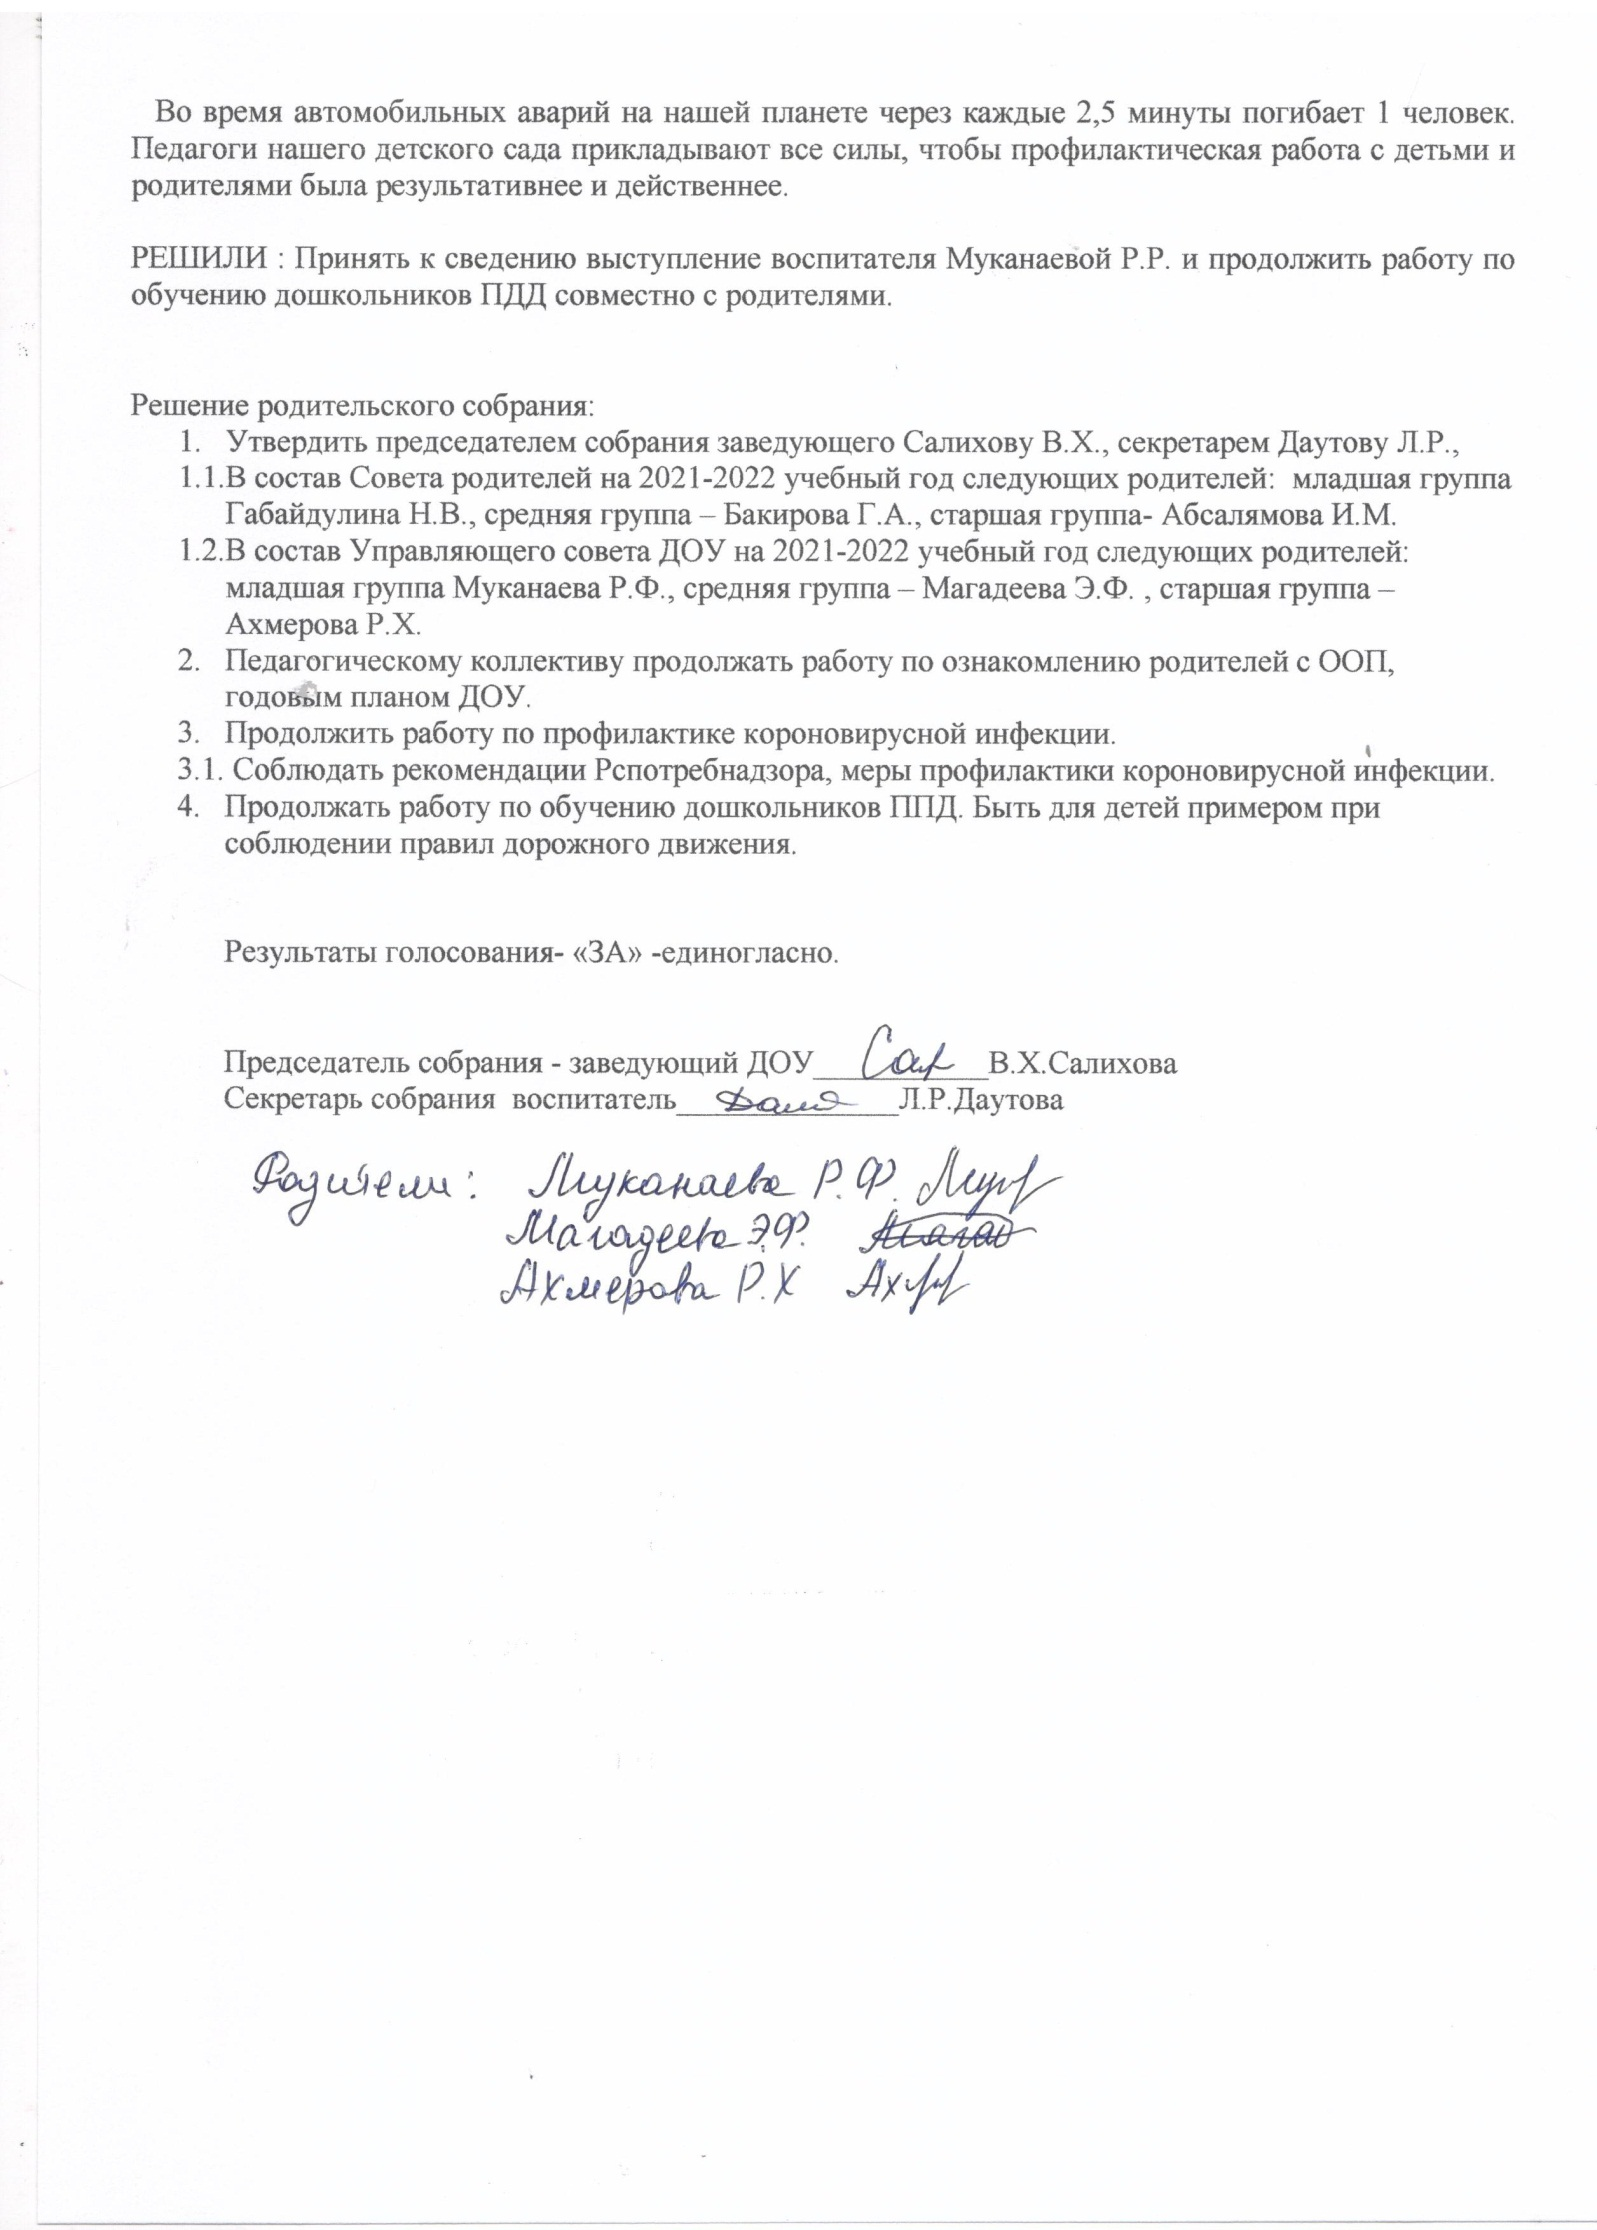 Во время автомобильных аварий на нашей планете через каждые 2,5 минуты погибает 1 человек.
Педагоги нашего детского сада прикладывают все силы, чтобы профилактическая работа с детьми и
родителями была результативнее и действеннее.
РЕШИЛИ : Принять к сведению выступление воспитателя Муканаевой Р.Р. и продолжить работу по
обучению дошкольников ПДД совместно с родителями.
Решение родительского собрания:
1. Утвердить председателем собрания заведующего Салихову В.Х., секретарем Даутову Л.Р.,
1.1.В состав Совета родителей на 2021-2022 учебный год следующих родителей: младшая группа
Габайдулина Н.В., средняя группа – Бакирова Г.А., старшая группа- Абсалямова И.М.
1.2.В состав Управляющего совета ДОУ на 2021-2022 учебный год следующих родителей:
младшая группа Муканаева Р.Ф., средняя группа – Магадеева Э.Ф. , старшая группа –
Ахмерова Р.Х.
2. Педагогическому коллективу продолжать работу по ознакомлению родителей с ООП,
годовым планом ДОУ.
3. Продолжить работу по профилактике короновирусной инфекции.
3.1. Соблюдать рекомендации Рспотребнадзора, меры профилактики короновирусной инфекции.
4. Продолжать работу по обучению дошкольников ППД. Быть для детей примером при
соблюдении правил дорожного движения.
Результаты голосования- «ЗА» -единогласно.
Председатель собрания - заведующий ДОУ___________В.Х.Салихова
Секретарь собрания воспитатель______________Л.Р.Даутова
Родители: Муканаева Р.Ф.
Магадеева Э.Ф.
Ахмерова Р.Х